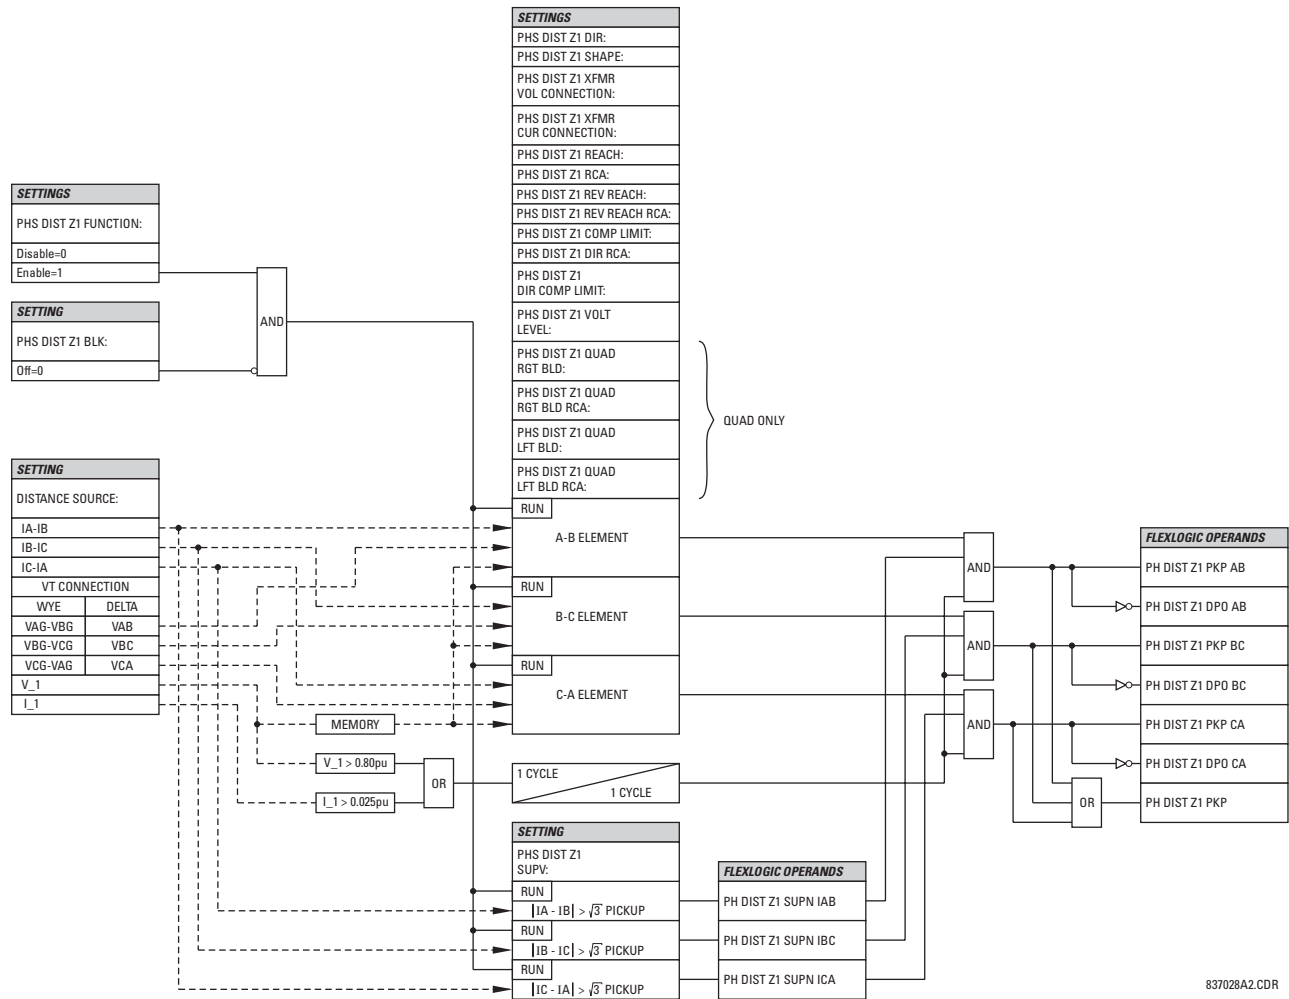 SETTINGS
PHS DIST Z1 DIR:
PHS DIST Z1 SHAPE:
PHS DIST Z1 XFMR
VOL CONNECTION:
PHS DIST Z1 XFMR
CUR CONNECTION:
PHS DIST Z1 REACH:
PHS DIST Z1 RCA:
PHS DIST Z1 REV REACH:
PHS DIST Z1 REV REACH RCA:
PHS DIST Z1 COMP LIMIT:
PHS DIST Z1 DIR RCA:
PHS DIST Z1
DIR COMP LIMIT:
PHS DIST Z1 VOLT
LEVEL:
PHS DIST Z1 QUAD
RGT BLD:
PHS DIST Z1 QUAD
RGT BLD RCA:
PHS DIST Z1 QUAD
LFT BLD:
PHS DIST Z1 QUAD
LFT BLD RCA:
QUAD ONLY
SETTINGS
PHS DIST Z1 FUNCTION:
Disable=0
Enable=1
SETTING
PHS DIST Z1 BLK:
Off=0
AND
SETTING
DISTANCE SOURCE:
IA-IB
IB-IC
IC-IA
VT CONNECTION
WYE DELTA
VAG-VBG VAB
VBG-VCG VBC
VCG-VAG VCA
V_1
I_1
RUN
A-B ELEMENT
RUN
B-C ELEMENT
RUN
C-A ELEMENT
MEMORY
V_1 > 0.80pu
I_1 > 0.025pu
OR
1 CYCLE
1 CYCLE
SETTING
PHS DIST Z1
SUPV:
RUN
|IA - IB| > √3 PICKUP
RUN
|IB - IC| > √3 PICKUP
RUN
|IC - IA| > √3 PICKUP
FLEXLOGIC OPERANDS
PH DIST Z1 SUPN IAB
PH DIST Z1 SUPN IBC
PH DIST Z1 SUPN ICA
AND
AND
AND
OR
FLEXLOGIC OPERANDS
PH DIST Z1 PKP AB
PH DIST Z1 DPO AB
PH DIST Z1 PKP BC
PH DIST Z1 DPO BC
PH DIST Z1 PKP CA
PH DIST Z1 DPO CA
PH DIST Z1 PKP
837028A2.CDR